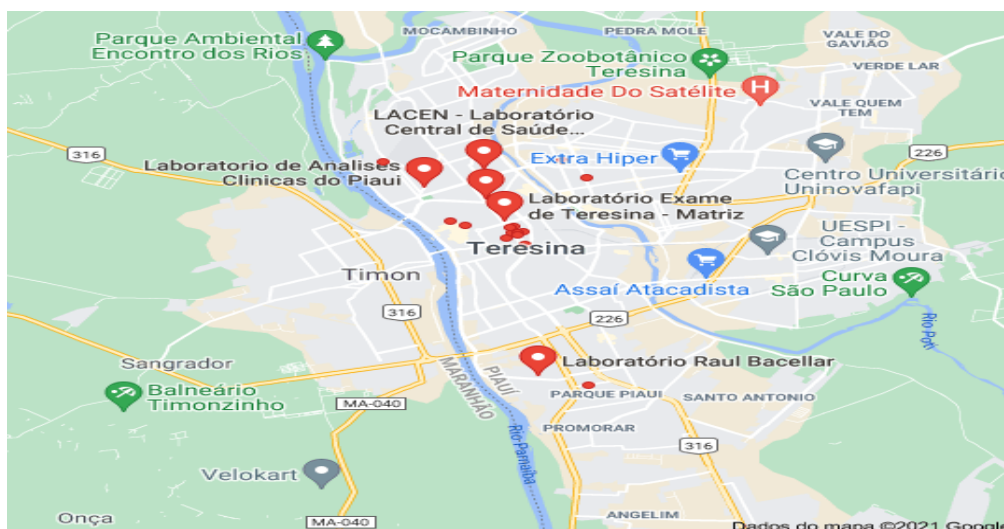 MOCAMBINHO
PEDRA MOLE
VALE DO
GAVIÃO
Parque Ambiental
Encontro dos Rios
Parque Zoobotânico
Teresina
VERDE LAR
Maternidade Do Satélite
H
VALE QUEM
TEM
LACEN - Laboratório
Central de Saúde...
316
Laboratorio de Analises
Clinicas do Piaui
Extra Hiper
226
Centro Universitário
Uninovafapi
Laboratório Exame
de Teresina - Matriz
Teresina
UESPI -
Campus
Clóvis Moura
Timon
Assaí Atacadista
Curva
São Paulo
316
226
Rio Poti
Sangrador
Laboratório Raul Bacellar
PIAUÍ
MARANHÃO
Balneário
Timonzinho
MA-040
PARQUE PIAUI
SANTO ANTONIO
PROMORAR
Rio Parnaíba
316
Velokart
Onça
MA-040
ANGELIM
Dados do mapa ©2021 Google